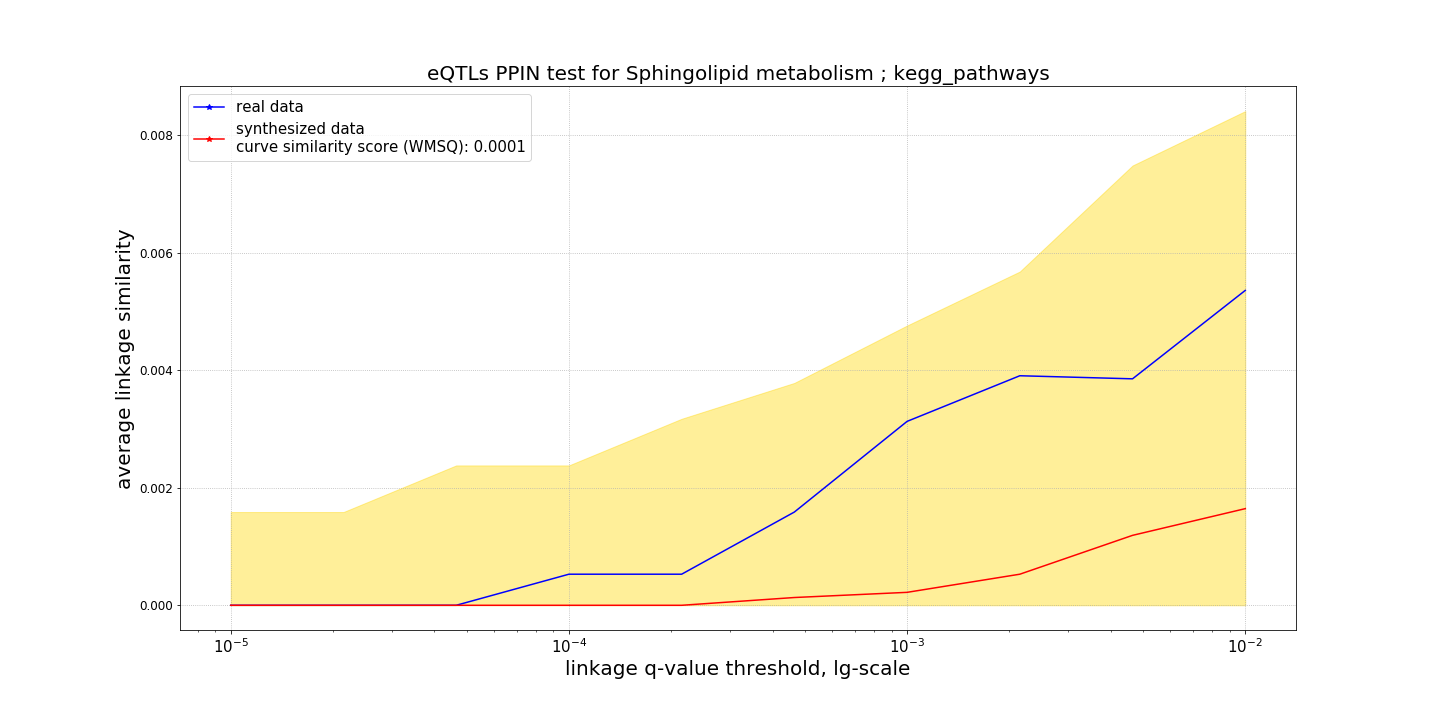 eQTLs PPIN test for Sphingolipid metabolism ; kegg_pathways
real data
synthesized data
curve similarity score (WMSQ): 0.0001
average linkage similarity
0.008
0.006
0.004
0.002
0.000
10⁻⁵
10⁻⁴
10⁻³
10⁻²
linkage q-value threshold, lg-scale